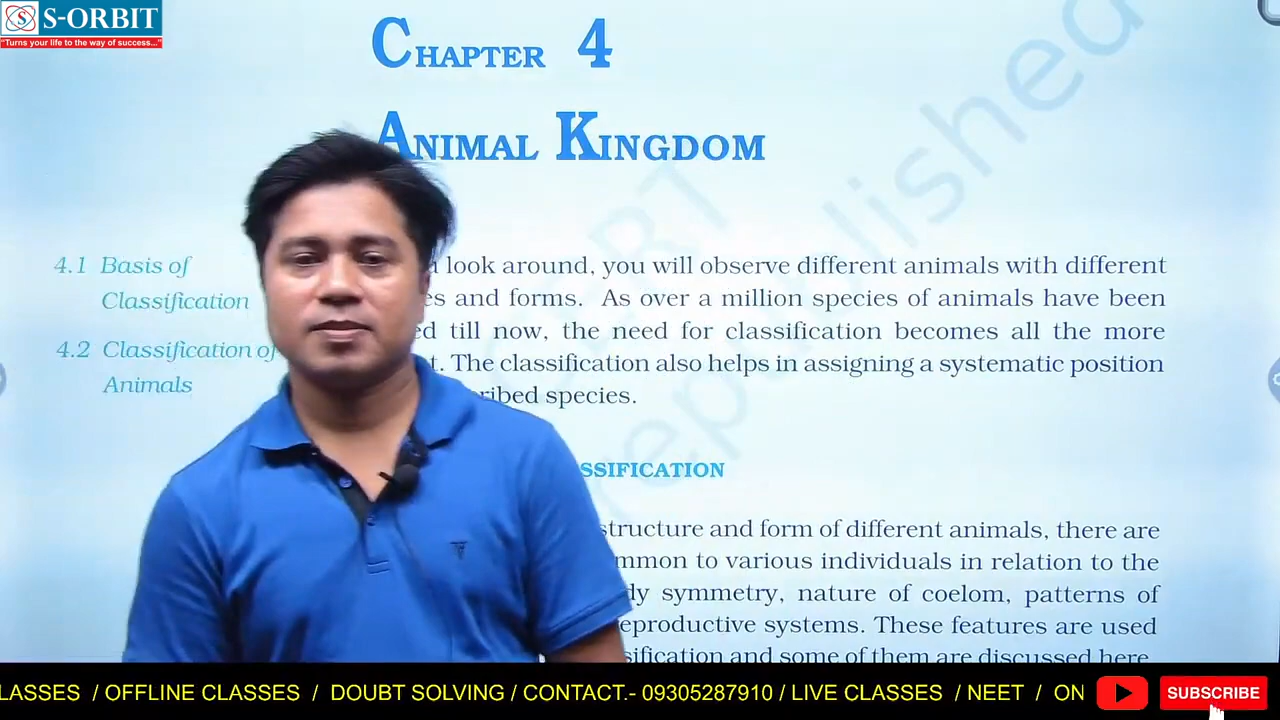 S-ORBIT
"Turns your life to the way of success..."
CHAPTER 4
ANIMAL KINGDOM
4.1 Basis of
Classification
4.2 Classification of
Animals
look around, you will observe different animals with different
and forms. As over a million species of animals have been
till now, the need for classification becomes all the more
The classification also helps in assigning a systematic position
species.
structure and form of different animals, there are
to various individuals in relation to the
symmetry, nature of coelom, patterns of
systems. These features are used
and some of them are discussed here
/ OFFLINE CLASSES / DOUBT SOLVING / CONTACT.- 09305287910 / LIVE CLASSES / NEET / ON
SUBSCRIBE